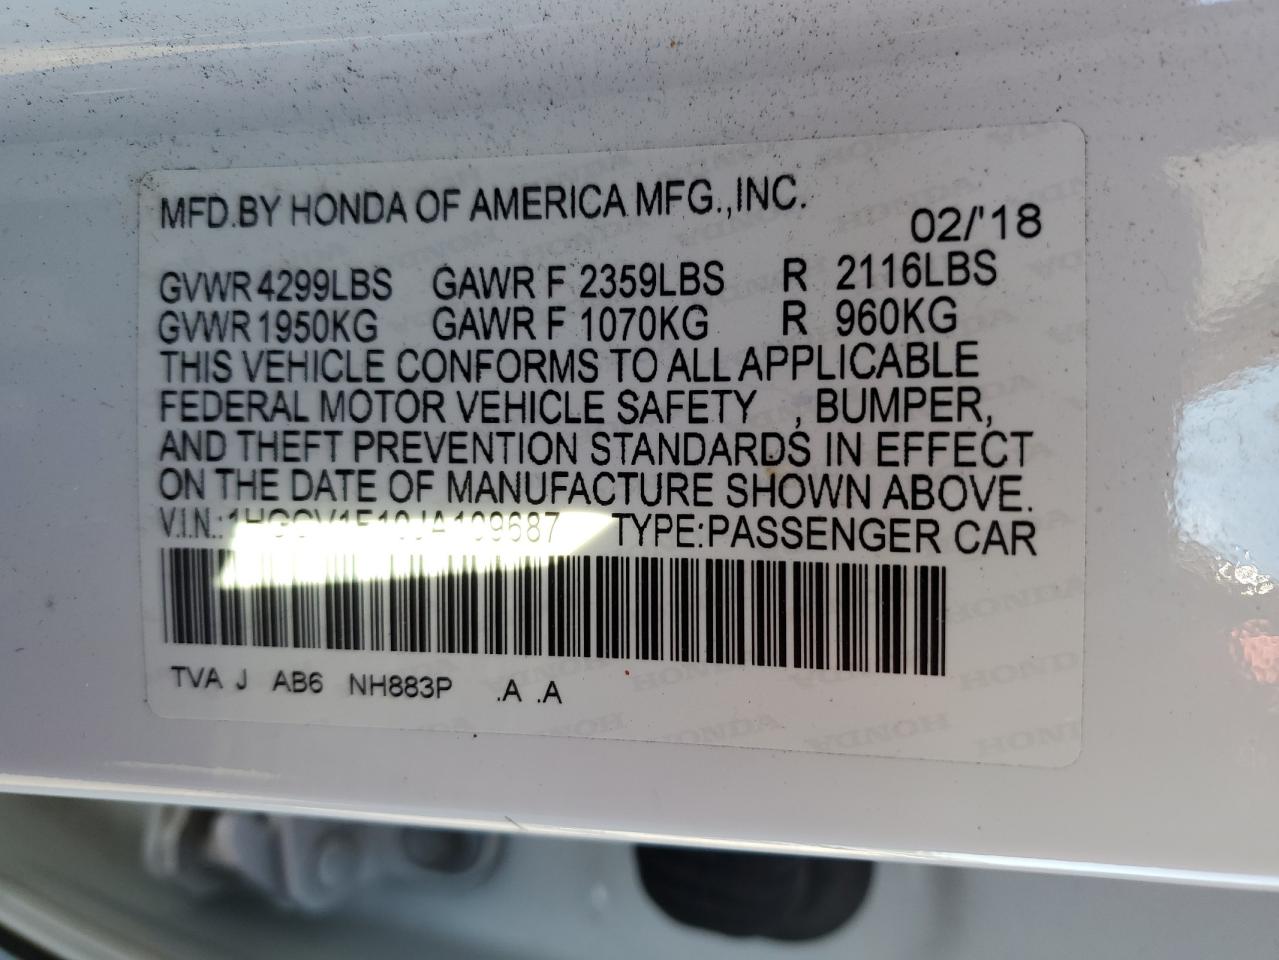 MFD.BY HONDA OF AMERICA MFG.,INC.
02/'18
GVWR 4299LBS GAWR F 2359LBS R 2116LBS
GVWR 1950KG GAWR F 1070KG R 960KG
THIS VEHICLE CONFORMS TO ALL APPLICABLE
FEDERAL MOTOR VEHICLE SAFETY , BUMPER,
AND THEFT PREVENTION STANDARDS IN EFFECT
ON THE DATE OF MANUFACTURE SHOWN ABOVE.
V.I.N.: TYPE:PASSENGER CAR
TVA J AB6 NH883P .A .A